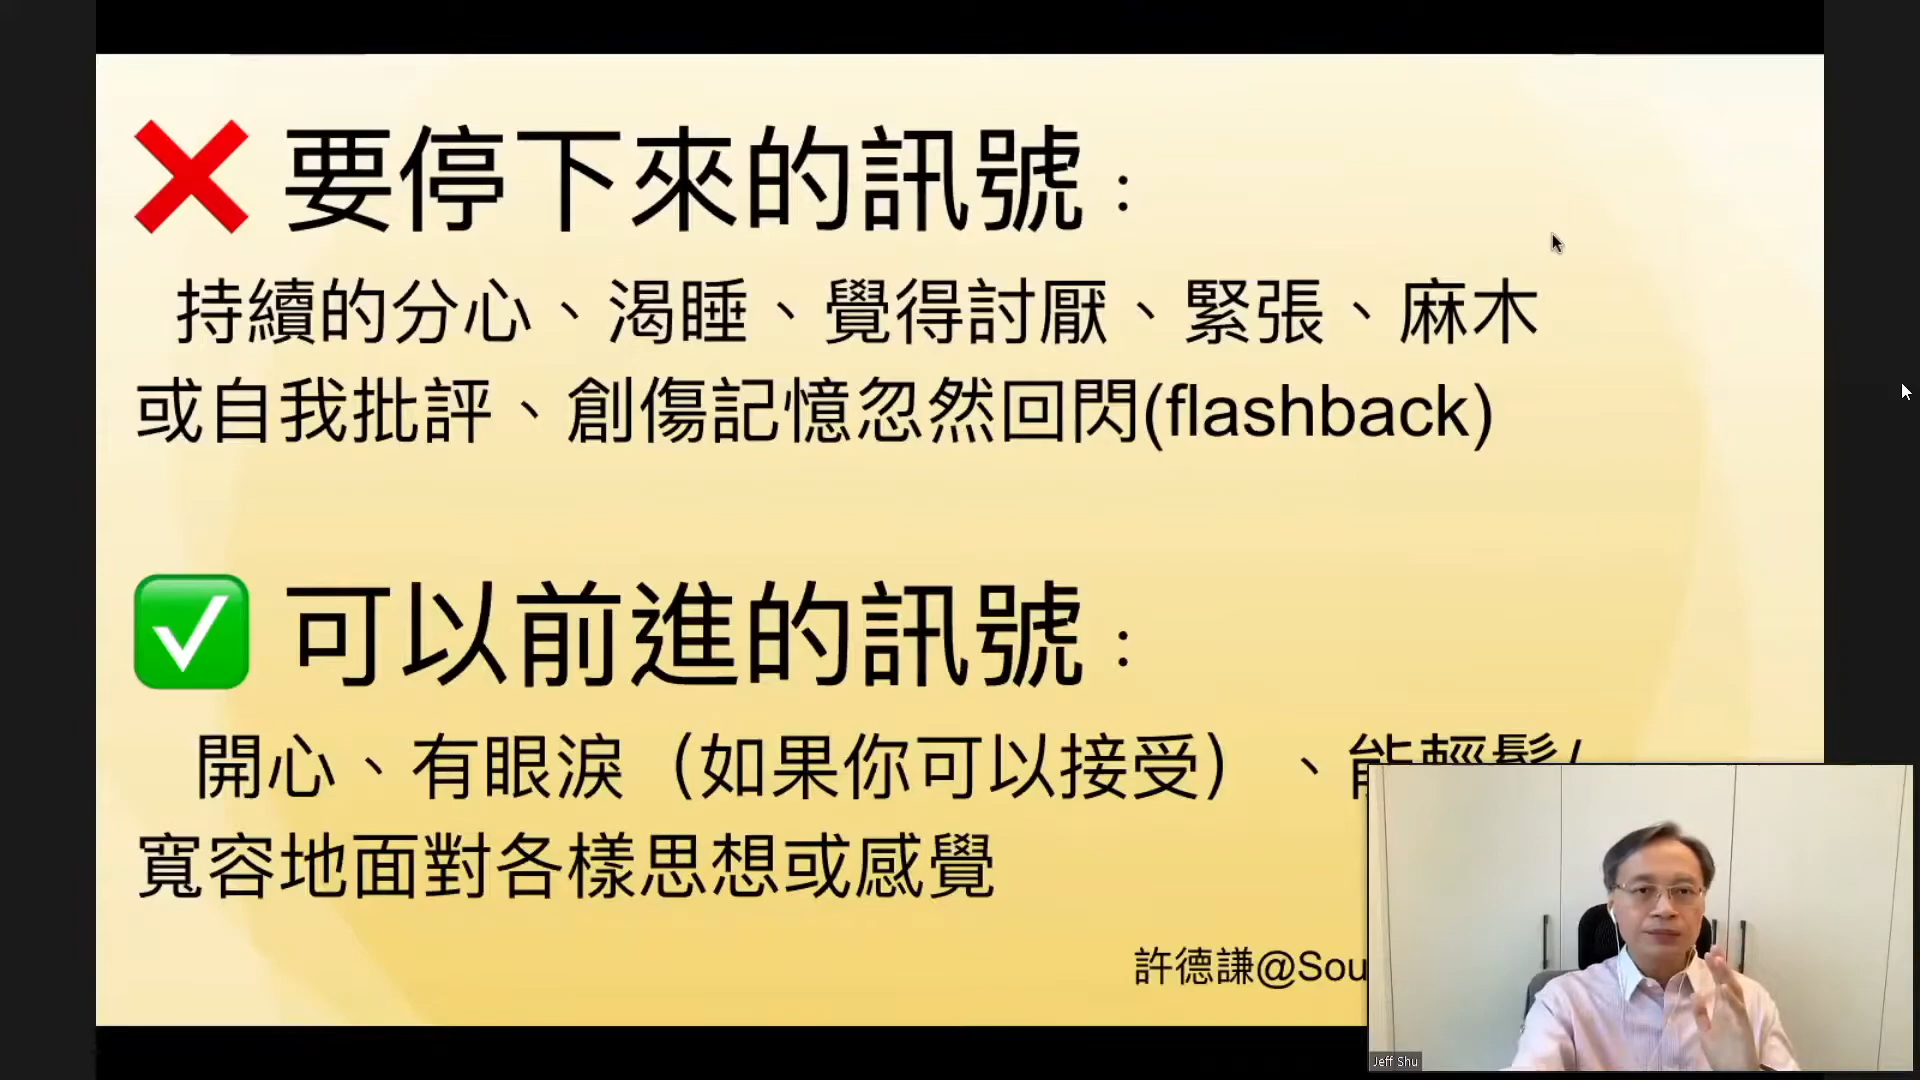 ❌ 要停下來的訊號：
持續的分心、渴睡、覺得討厭、緊張、麻木
或自我批評、創傷記憶忽然回閃(flashback)
✅ 可以前進的訊號：
開心、有眼淚（如果你可以接受）、能輕鬆/
寬容地面對各樣思想或感覺
許德謙@Sou
Jeff Shu